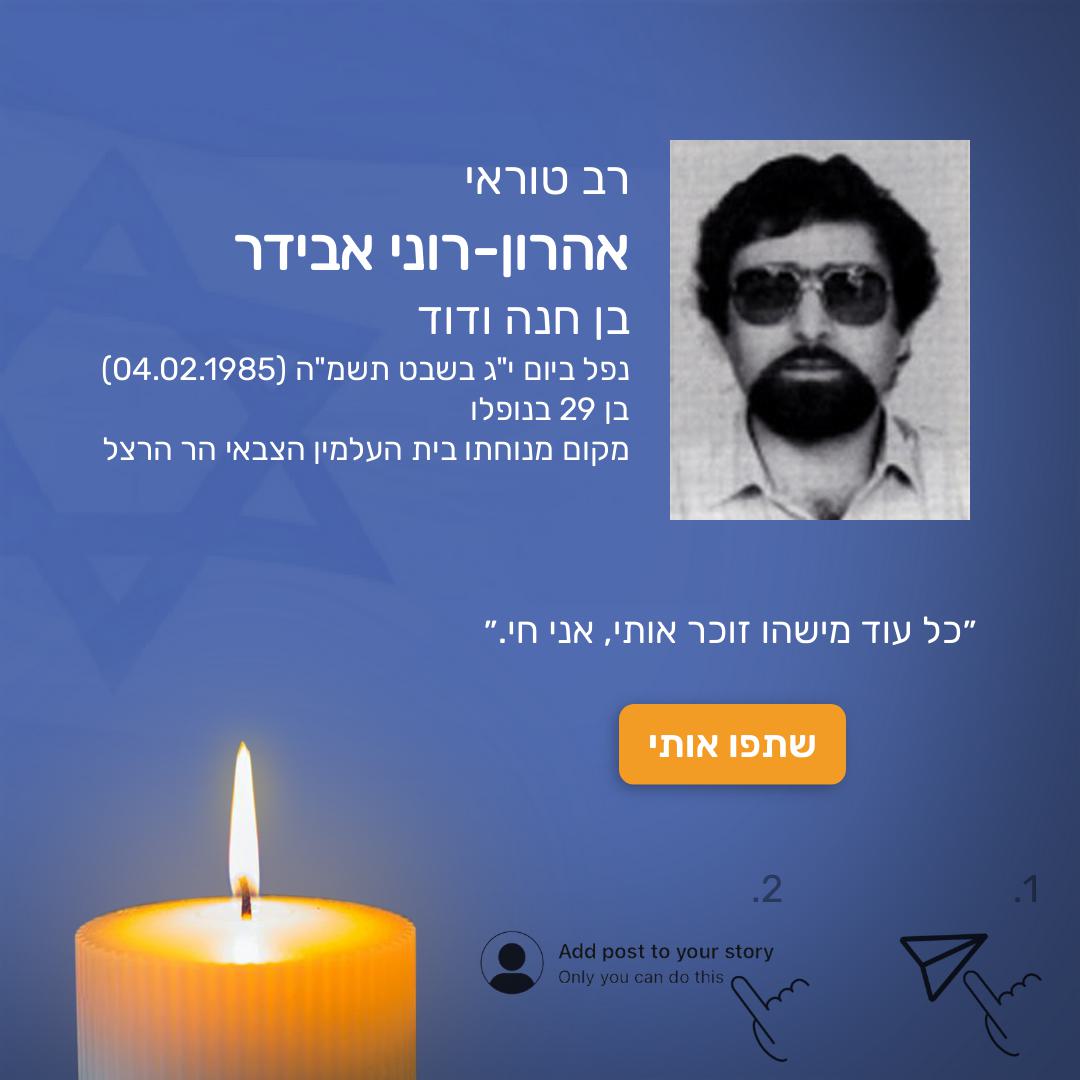 רב טוראי
אהרון-רוני אבידר
בן חנה ודוד
נפל ביום י"ג בשבט תשמ"ה (04.02.1985)
בן 29 בנופלו
מקום מנוחתו בית העלמין הצבאי הר הרצל
״כל עוד מישהו זוכר אותי, אני חי.״
שתפו אותי
.1
.2
Add post to your story
Only you can do this